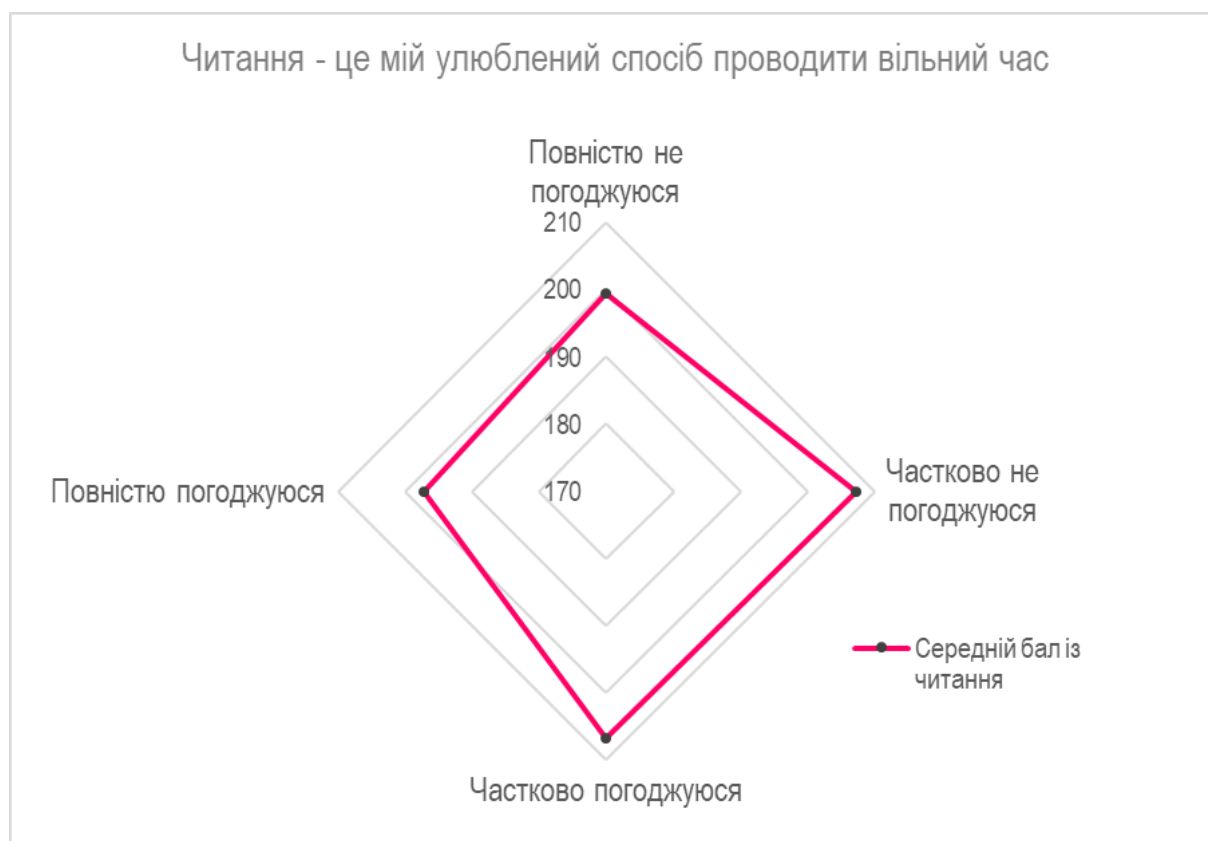 Читання - це мій улюблений спосіб проводити вільний час
Повністю не
погоджуюся
210
200
190
180
170
Повністю погоджуюся
Частково не
погоджуюся
Середній бал із
читання
Частково погоджуюся